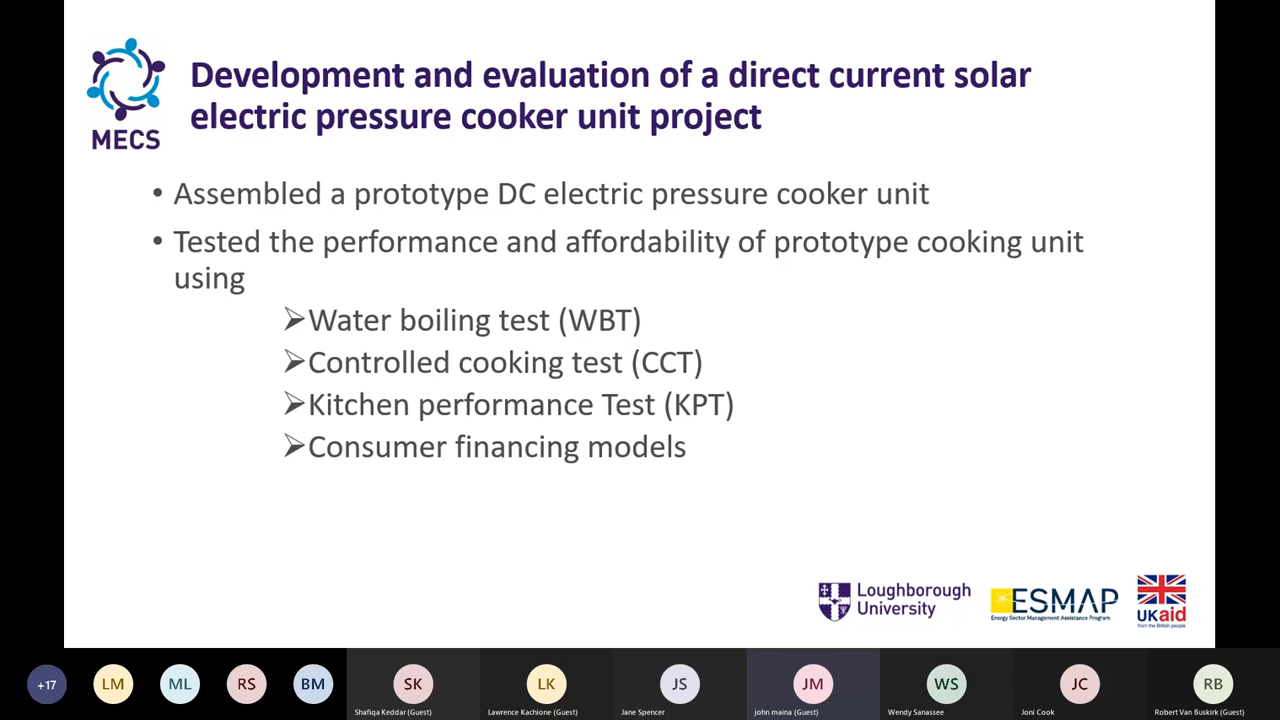 Development and evaluation of a direct current solar
electric pressure cooker unit project
MECS
• Assembled a prototype DC electric pressure cooker unit
• Tested the performance and affordability of prototype cooking unit
using
➢Water boiling test (WBT)
➢Controlled cooking test (CCT)
➢Kitchen performance Test (KPT)
➢Consumer financing models
Loughborough
University
ESMAP
Energy Sector Management Assistance Program
UKaid
from the British people
+17
LM
ML
RS
BM
SK
LK
JS
JM
WS
JC
RB
Shafiqa Keddar (Guest)
Lawrence Kachione (Guest)
Jane Spencer
john maina (Guest)
Wendy Sanassee
Joni Cook
Robert Van Buskirk (Guest)